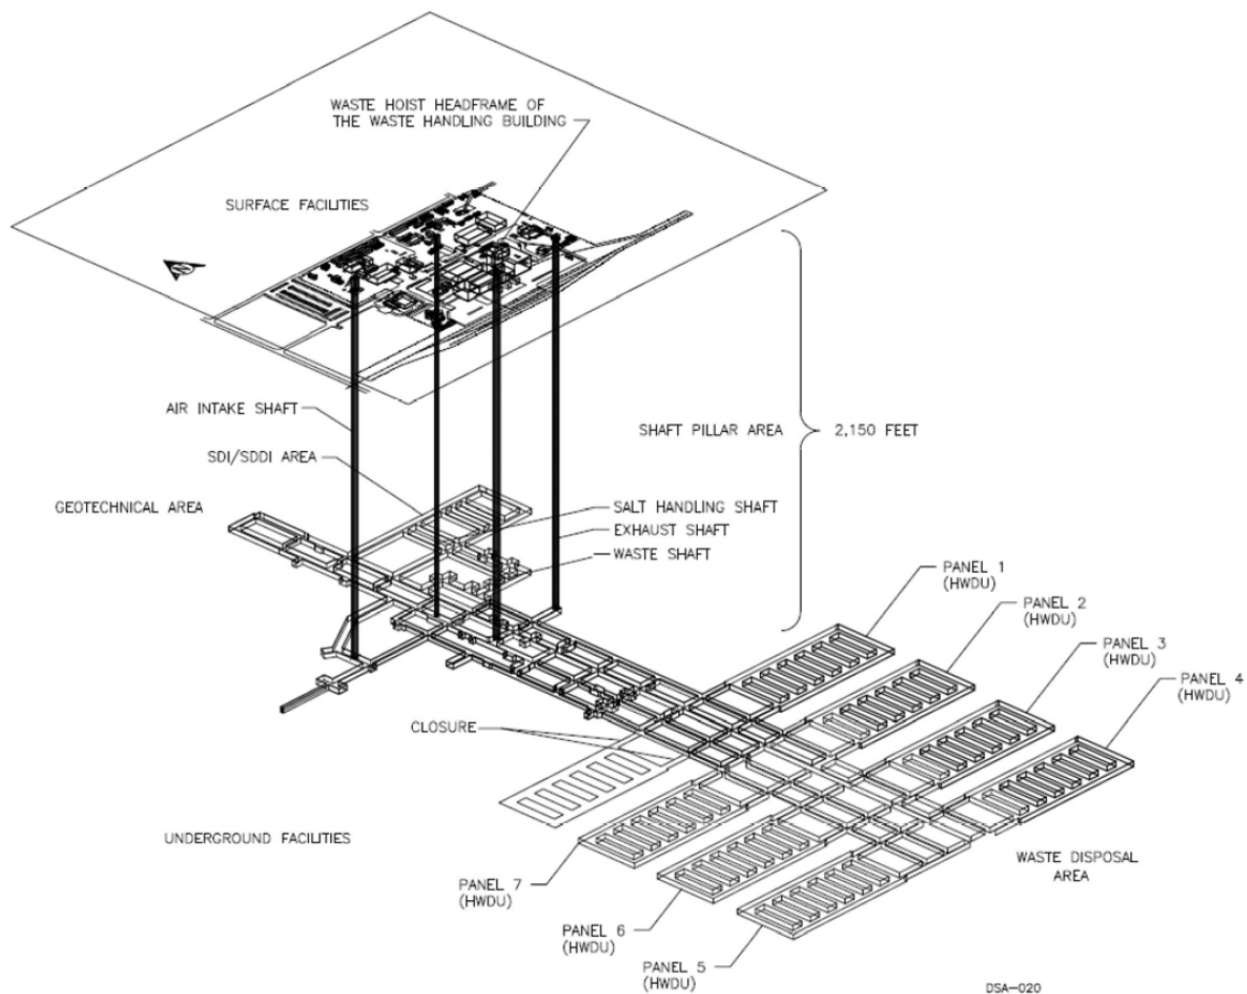 WASTE HOIST HEADFRAME OF
THE WASTE HANDLING BUILDING
SURFACE FACILITIES
AIR INTAKE SHAFT
SHAFT PILLAR AREA
2,150 FEET
SDI/SDDI AREA
GEOTECHNICAL AREA
SALT HANDLING SHAFT
EXHAUST SHAFT
WASTE SHAFT
PANEL 1
(HWDU)
PANEL 2
(HWDU)
PANEL 3
(HWDU)
PANEL 4
(HWDU)
CLOSURE
UNDERGROUND FACILITIES
WASTE DISPOSAL
AREA
PANEL 7
(HWDU)
PANEL 6
(HWDU)
PANEL 5
(HWDU)
DSA-020